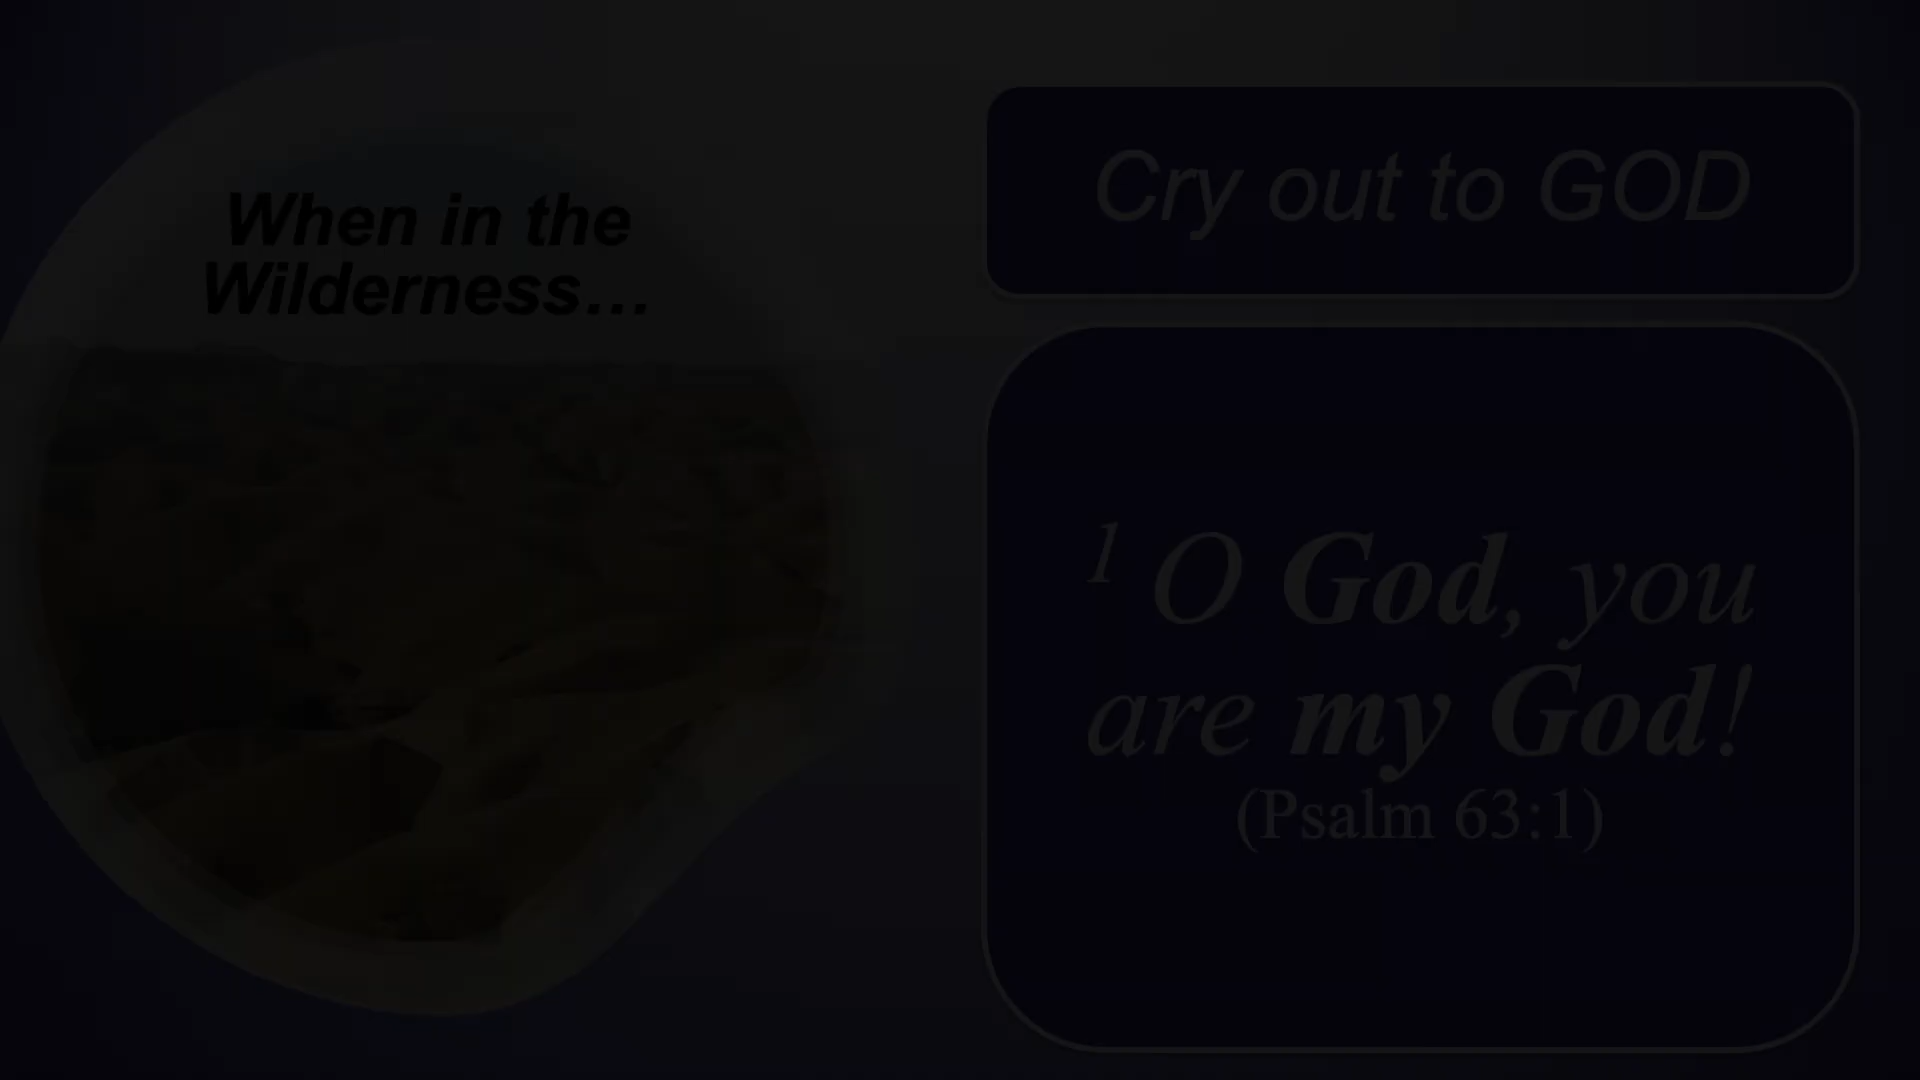 When in the
Wilderness…
Cry out to GOD
1 O God, you
are my God!
(Psalm 63:1)